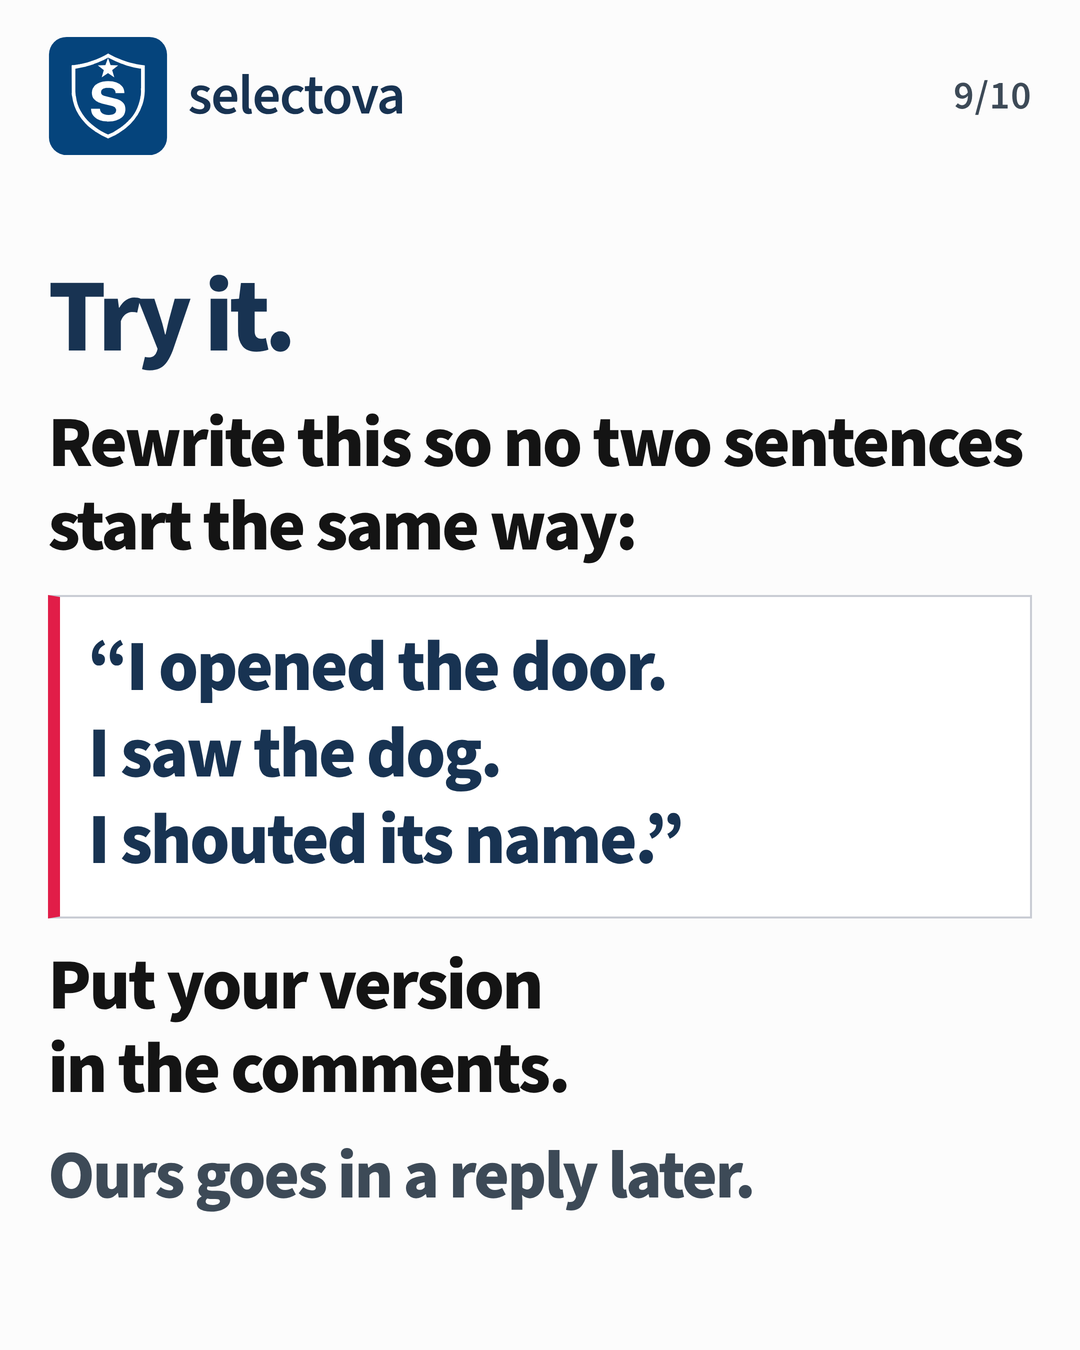 S
selectova
9/10
Try it.
Rewrite this so no two sentences
start the same way:
“I opened the door.
I saw the dog.
I shouted its name.”
Put your version
in the comments.
Ours goes in a reply later.